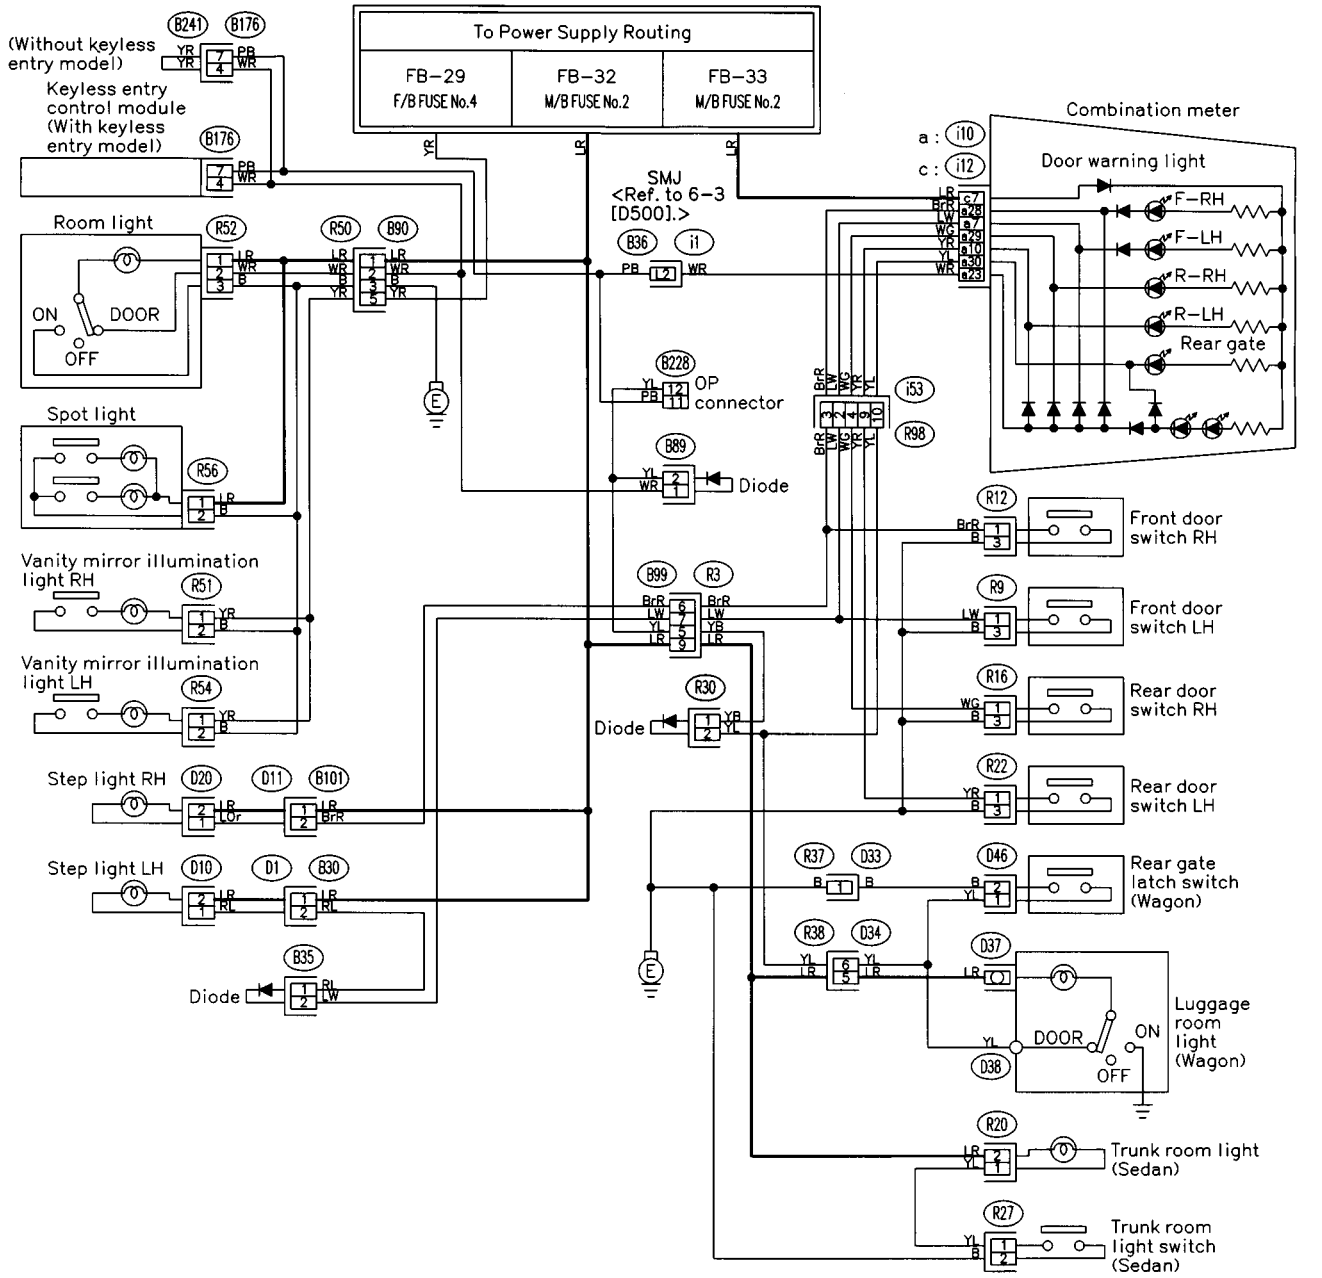 B241
B176
(Without keyless
entry model)
YR
YR
7
4
PB
WR
Keyless entry
control module
(With keyless
entry model)
B176
7
4
PB
WR
To Power Supply Routing
FB-29
F/B FUSE No.4
FB-32
M/B FUSE No.2
FB-33
M/B FUSE No.2
YR
LR
LR
SMJ
<Ref. to 6-3
[D500].>
B36
i1
PB
L2
WR
Combination meter
a : i10
c : i12
Door warning light
LR
BrR
LW
WG
YR
YL
WR
c7
a28
a7
a29
a10
a30
a23
F-RH
F-LH
R-RH
R-LH
Rear gate
Room light
R52
R50
B90
1
2
3
LR
WR
B
LR
WR
B
YR
1
2
3
5
LR
WR
B
YR
ON
DOOR
OFF
E
B228
YL
PB
12
11
OP
connector
B89
YL
WR
2
1
Diode
BrR
LW
WG
YR
YL
i53
3
2
4
9
10
R98
BrR
LW
WG
YR
YL
Spot light
R56
1
2
LR
B
Vanity mirror illumination
light RH
R51
1
2
YR
B
Vanity mirror illumination
light LH
R54
1
2
YR
B
B99
R3
BrR
LW
YL
LR
6
7
5
9
BrR
LW
YB
LR
R30
Diode
1
2
YB
YL
Step light RH
D20
D11
B101
2
1
LR
LOr
1
2
LR
BrR
Step light LH
D10
D1
B30
2
1
LR
RL
1
2
LR
RL
B35
Diode
1
2
RL
LW
R12
BrR
B
1
3
Front door
switch RH
R9
LW
B
1
3
Front door
switch LH
R16
WG
B
1
3
Rear door
switch RH
R22
YR
B
1
3
Rear door
switch LH
R37
D33
B
1
B
D46
B
YL
2
1
Rear gate
latch switch
(Wagon)
E
R38
D34
YL
LR
6
5
YL
LR
D37
LR
YL
D38
DOOR
ON
OFF
Luggage
room
light
(Wagon)
R20
LR
YL
2
1
Trunk room light
(Sedan)
R27
YL
B
1
2
Trunk room
light switch
(Sedan)